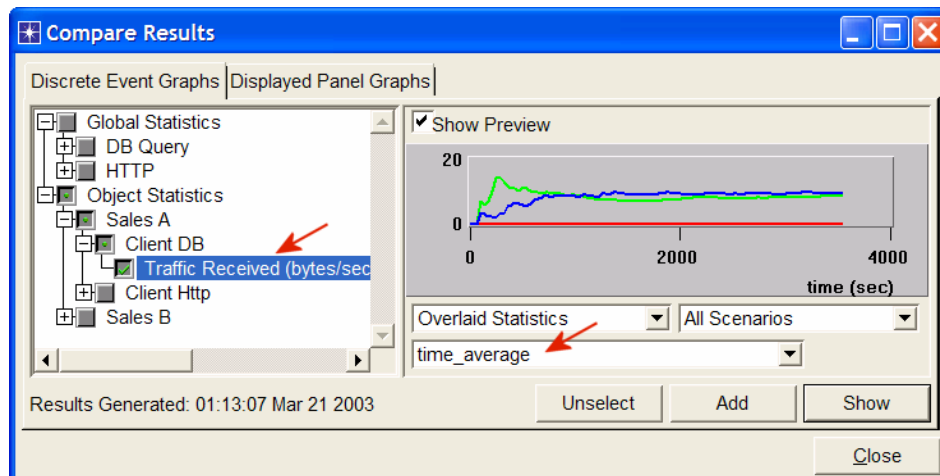 Compare Results
Discrete Event Graphs Displayed Panel Graphs
Global Statistics
DB Query
HTTP
Object Statistics
Sales A
Client DB
Traffic Received (bytes/sec
Client Http
Sales B
Show Preview
20
0
0 2000 4000
time (sec)
Overlaid Statistics All Scenarios
time_average
Results Generated: 01:13:07 Mar 21 2003 Unselect Add Show
Close